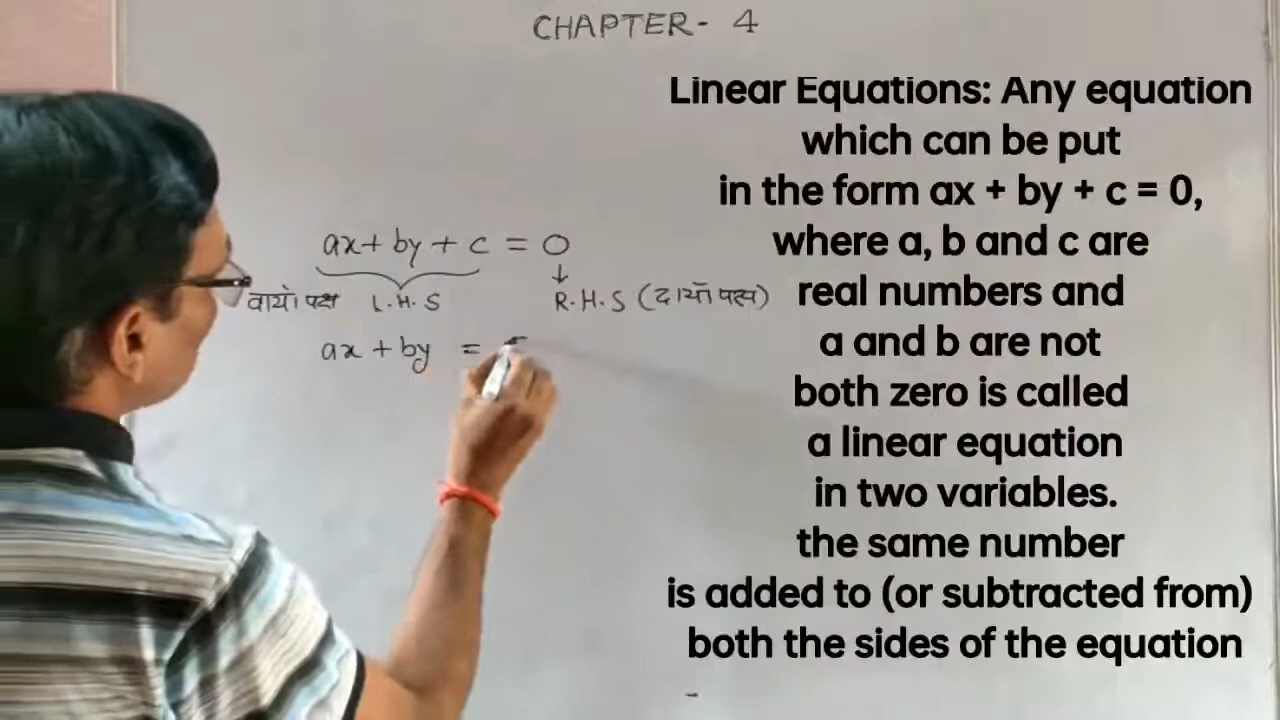 CHAPTER- 4
Linear Equations: Any equation
which can be put
in the form ax + by + c = 0,
where a, b and c are
real numbers and
a and b are not
both zero is called
a linear equation
in two variables.
the same number
is added to (or subtracted from)
both the sides of the equation
ax + by + c = 0
वायाँ पक्ष L.H.S R.H.S (दायाँ पक्ष)
ax + by =